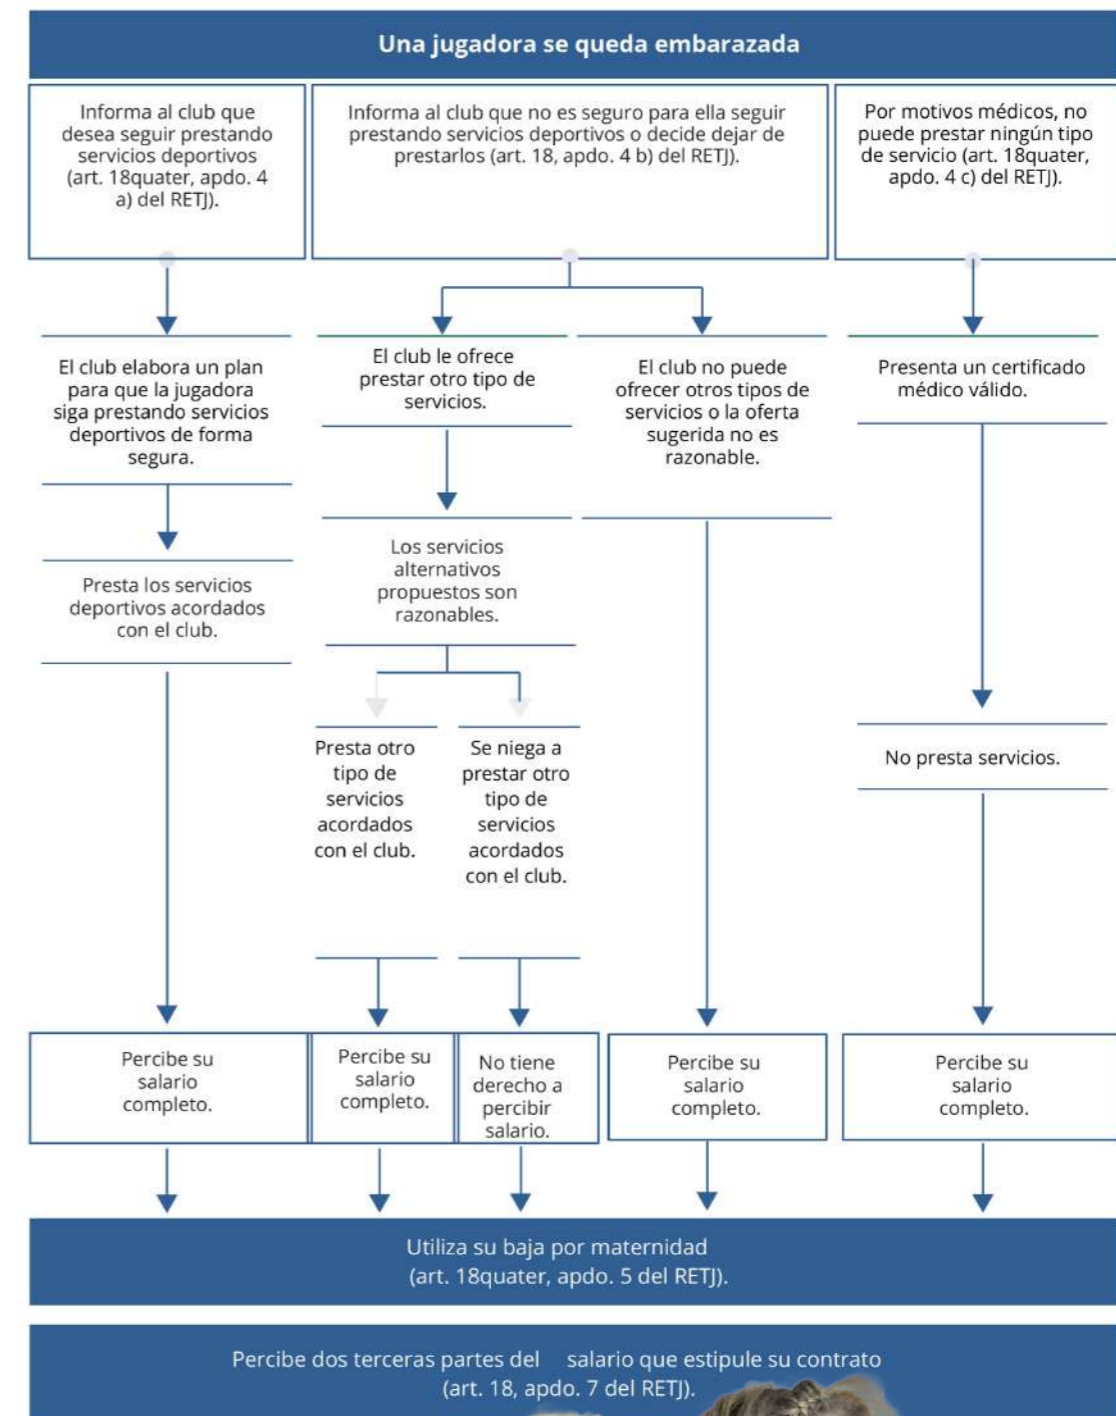 Una jugadora se queda embarazada
Informa al club que
desea seguir prestando
servicios deportivos
(art. 18quater, apdo. 4
a) del RETJ).
Informa al club que no es seguro para ella seguir
prestando servicios deportivos o decide dejar de
prestarlos (art. 18, apdo. 4 b) del RETJ).
Por motivos médicos, no
puede prestar ningún tipo
de servicio (art. 18quater,
apdo. 4 c) del RETJ).
El club elabora un plan
para que la jugadora
siga prestando servicios
deportivos de forma
segura.
El club le ofrece
prestar otro tipo de
servicios.
El club no puede
ofrecer otros tipos de
servicios o la oferta
sugerida no es
razonable.
Presenta un certificado
médico válido.
Presta los servicios
deportivos acordados
con el club.
Los servicios
alternativos
propuestos son
razonables.
Presta otro
tipo de
servicios
acordados
con el club.
Se niega a
prestar otro
tipo de
servicios
acordados
con el club.
No presta servicios.
Percibe su
salario
completo.
Percibe su
salario
completo.
No tiene
derecho a
percibir
salario.
Percibe su
salario
completo.
Percibe su
salario
completo.
Utiliza su baja por maternidad
(art. 18quater, apdo. 5 del RETJ).
Percibe dos terceras partes del salario que estipule su contrato
(art. 18, apdo. 7 del RETJ).